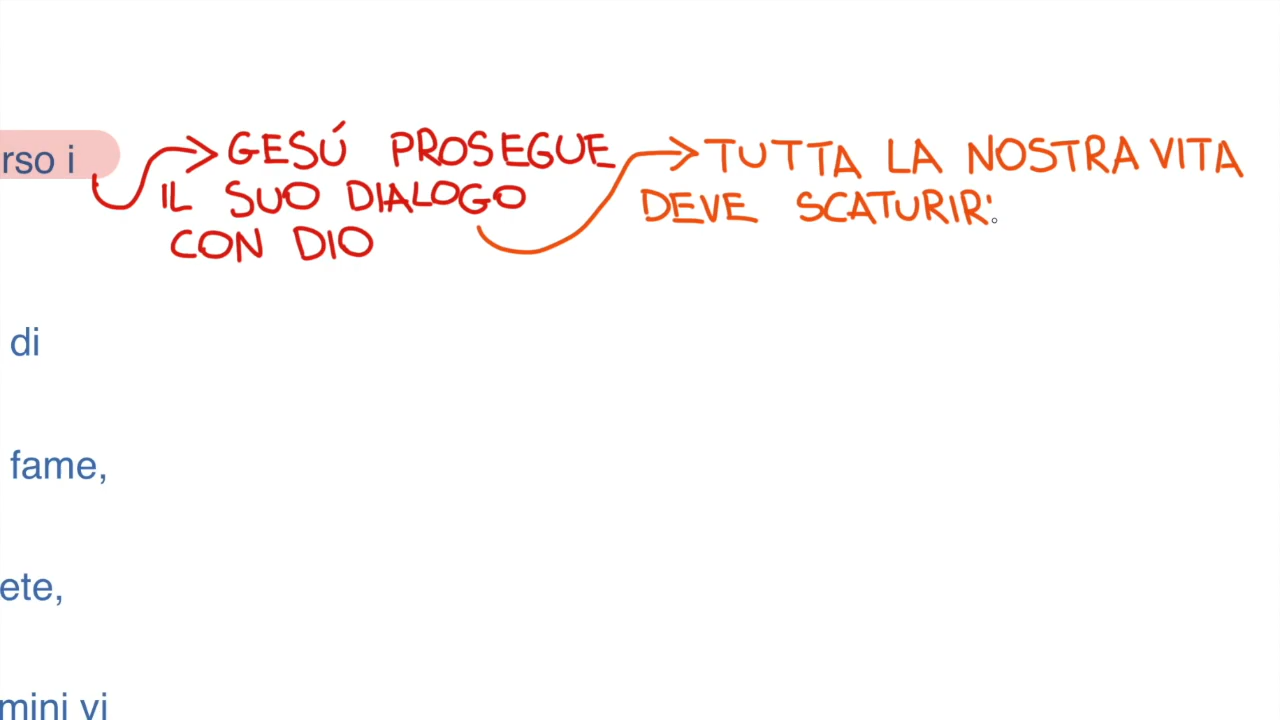 rso i
GESÚ PROSEGUE
IL SUO DIALOGO
CON DIO
TUTTA LA NOSTRA VITA
DEVE SCATURIR
di
fame,
ete,
mini vi